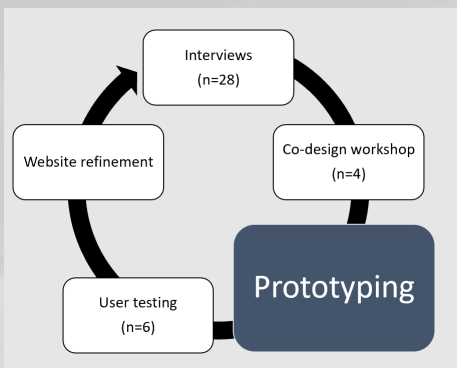 Interviews
(n=28)
Co-design workshop
(n=4)
Prototyping
User testing
(n=6)
Website refinement